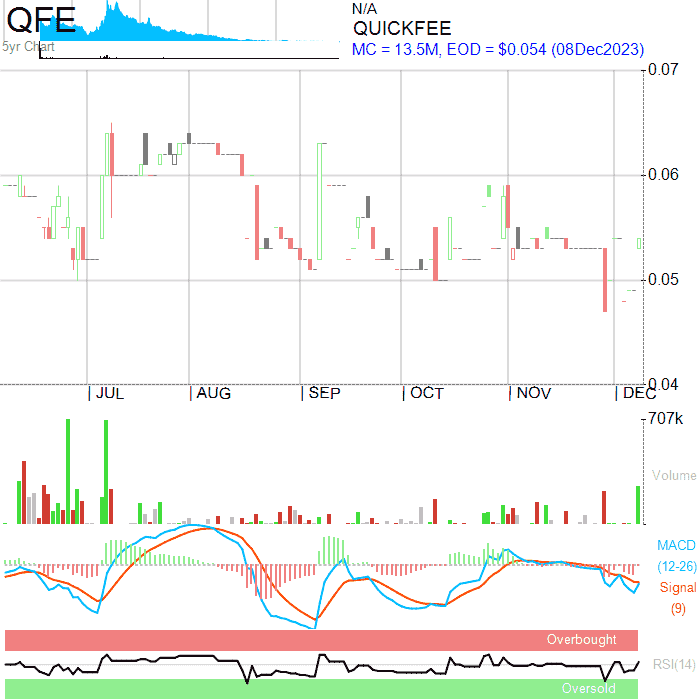 QFE
5yr Chart
N/A
QUICKFEE
MC = 13.5M, EOD = $0.054 (08Dec2023)
0.07
0.06
0.05
0.04
JUL AUG SEP OCT NOV DEC
707k
Volume
MACD
(12-26)
Signal
(9)
Overbought
RSI(14)
Oversold